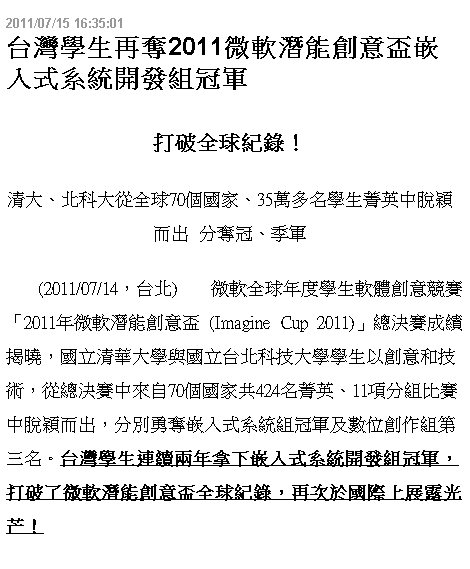 2011/07/15 16:35:01
台灣學生再奪2011微軟潛能創意盃嵌
入式系統開發組冠軍
打破全球紀錄！
清大、北科大從全球70個國家、35萬多名學生菁英中脫穎
而出 分奪冠、季軍
(2011/07/14，台北) 微軟全球年度學生軟體創意競賽
「2011年微軟潛能創意盃 (Imagine Cup 2011)」總決賽成績
揭曉，國立清華大學與國立台北科技大學學生以創意和技
術，從總決賽中來自70個國家共424名菁英、11項分組比賽
中脫穎而出，分別勇奪嵌入式系統組冠軍及數位創作組第
三名。台灣學生連續兩年拿下嵌入式系統開發組冠軍，
打破了微軟潛能創意盃全球紀錄，再次於國際上展露光
芒！